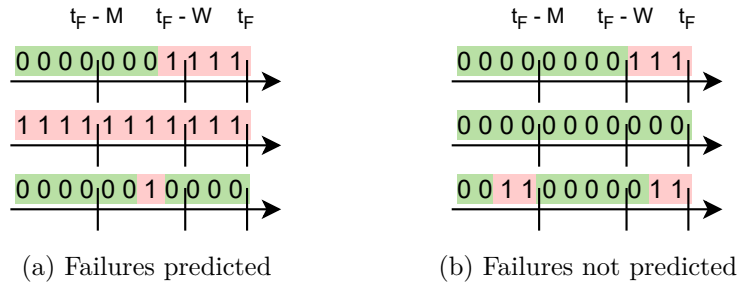 t_F - M t_F - W t_F
0 0 0 0 0 0 0 1 1 1 1
1 1 1 1 1 1 1 1 1 1 1
0 0 0 0 0 0 1 0 0 0 0
(a) Failures predicted
t_F - M t_F - W t_F
0 0 0 0 0 0 0 0 1 1 1
0 0 0 0 0 0 0 0 0 0 0
0 0 1 1 0 0 0 0 0 1 1
(b) Failures not predicted